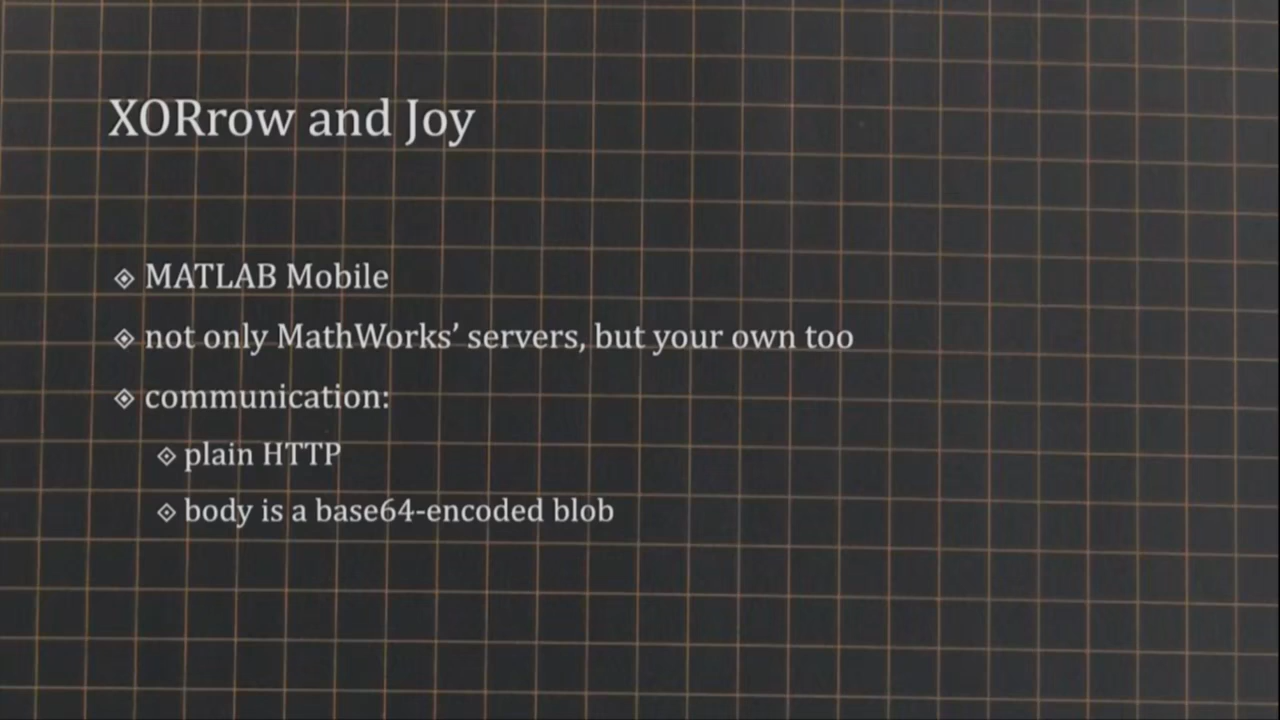 XORrow and Joy
MATLAB Mobile
not only MathWorks’ servers, but your own too
communication:
plain HTTP
body is a base64-encoded blob